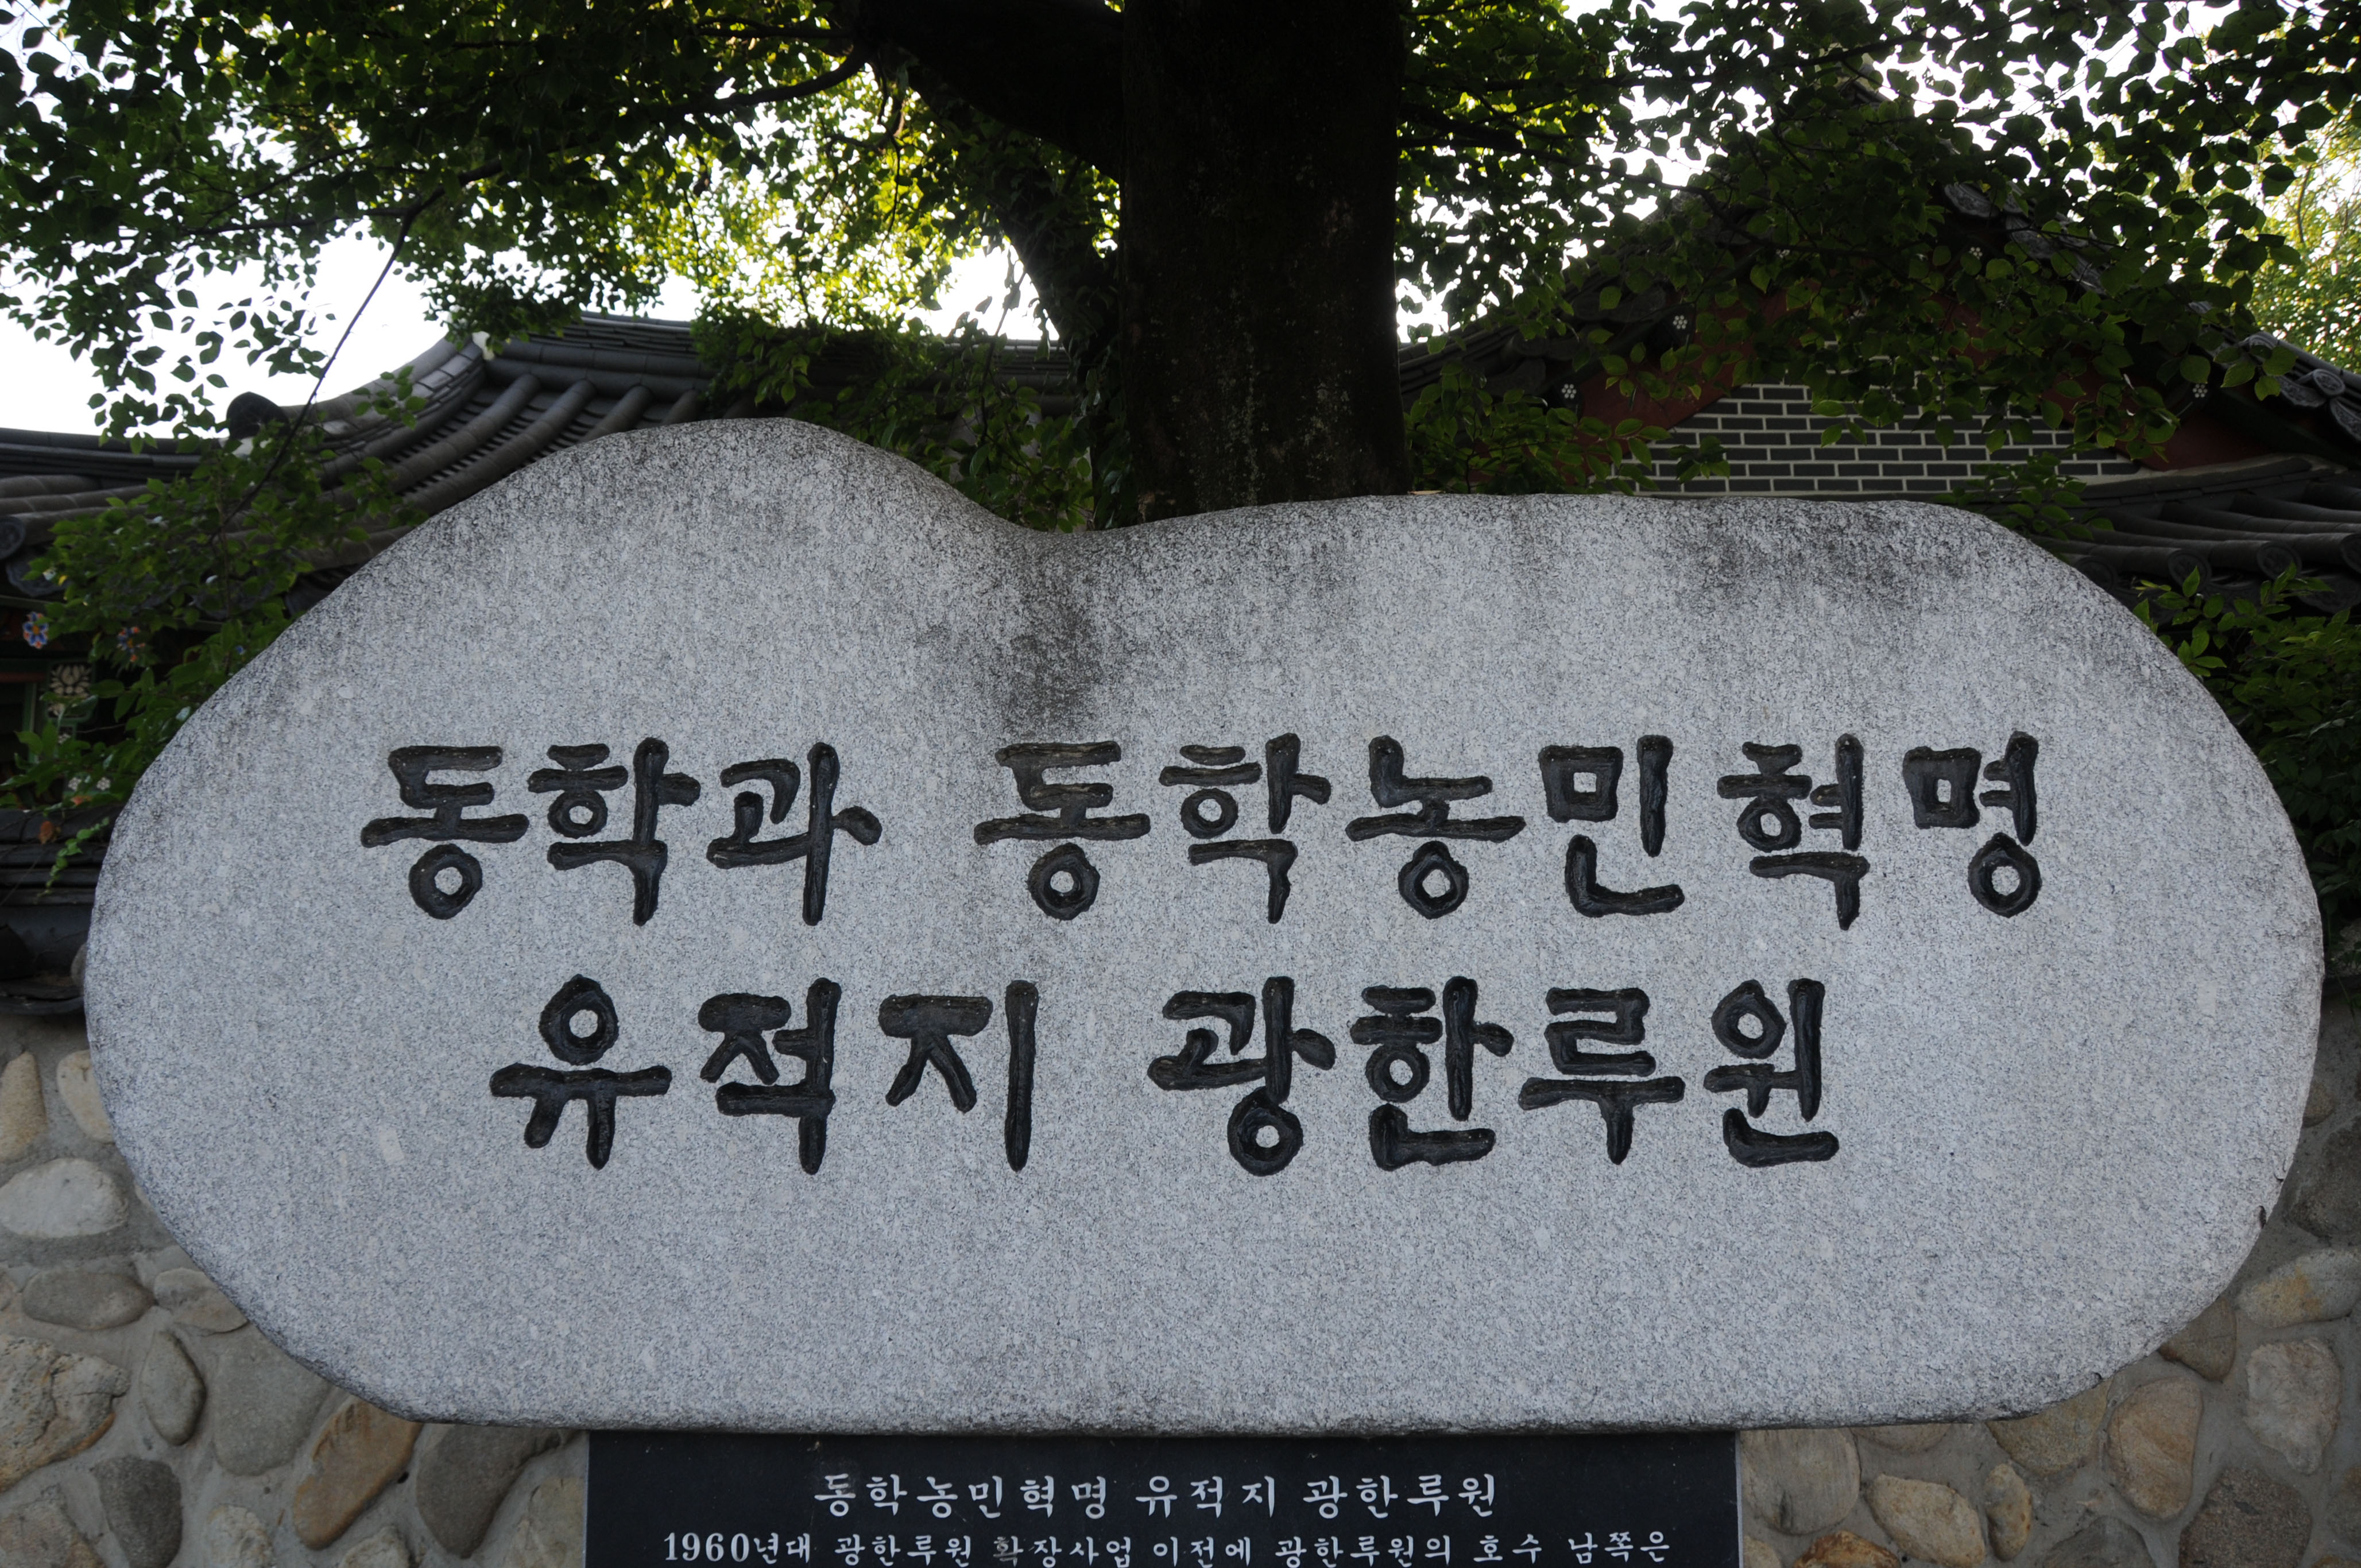 동학과 동학농민혁명
유적지 광한루원
동학농민혁명 유적지 광한루원
1960년대 광한루원 확장사업 이전에 광한루원의 호수 남쪽은